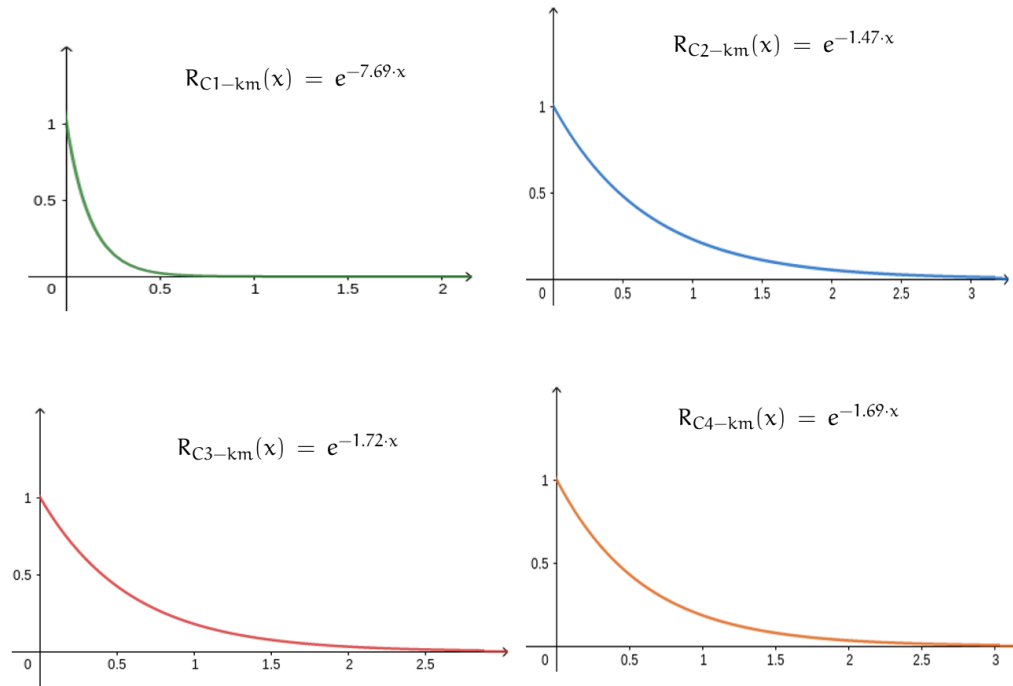 R_{C1−km}(x) = e^{−7.69·x}
1
0.5
0 0.5 1 1.5 2
R_{C2−km}(x) = e^{−1.47·x}
1
0.5
0 0.5 1 1.5 2 2.5 3
R_{C3−km}(x) = e^{−1.72·x}
1
0.5
0 0.5 1 1.5 2 2.5
R_{C4−km}(x) = e^{−1.69·x}
1
0.5
0 0.5 1 1.5 2 2.5 3